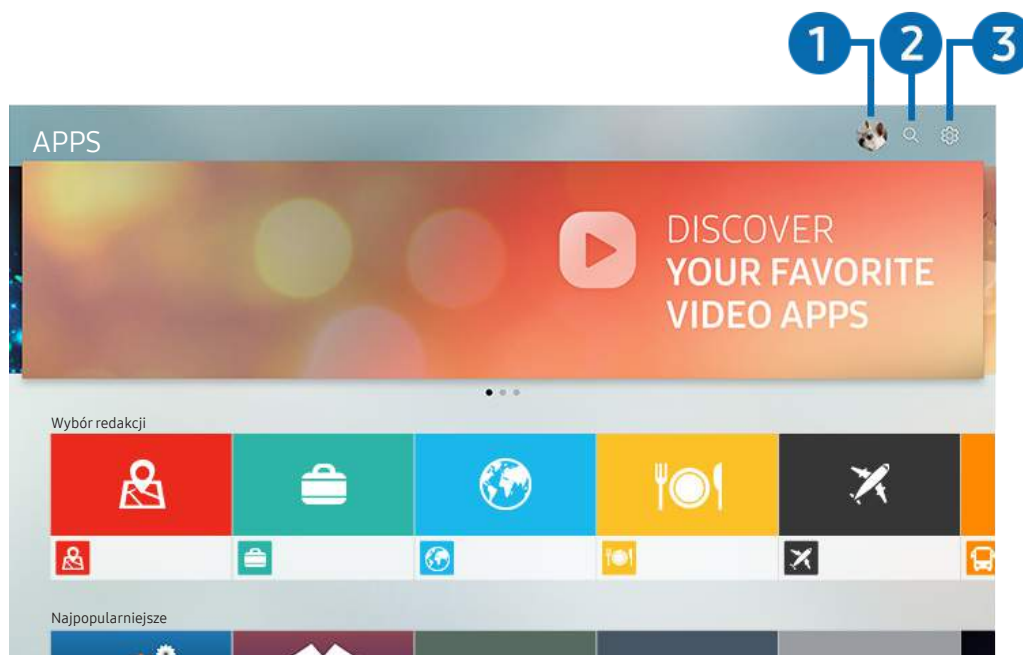 1 2 3
APPS
DISCOVER
YOUR FAVORITE
VIDEO APPS
Wybór redakcji
Najpopularniejsze